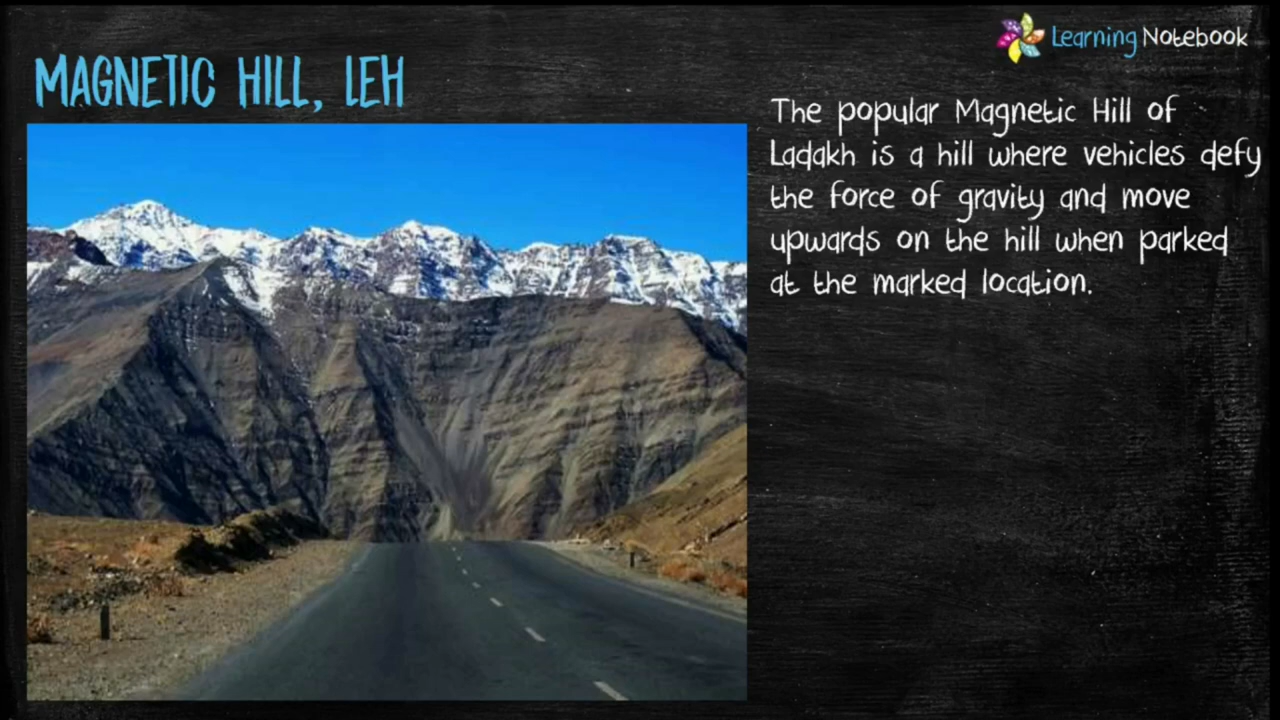 Learning Notebook
MAGNETIC HILL, LEH
The popular Magnetic Hill of
Ladakh is a hill where vehicles defy
the force of gravity and move
upwards on the hill when parked
at the marked location.